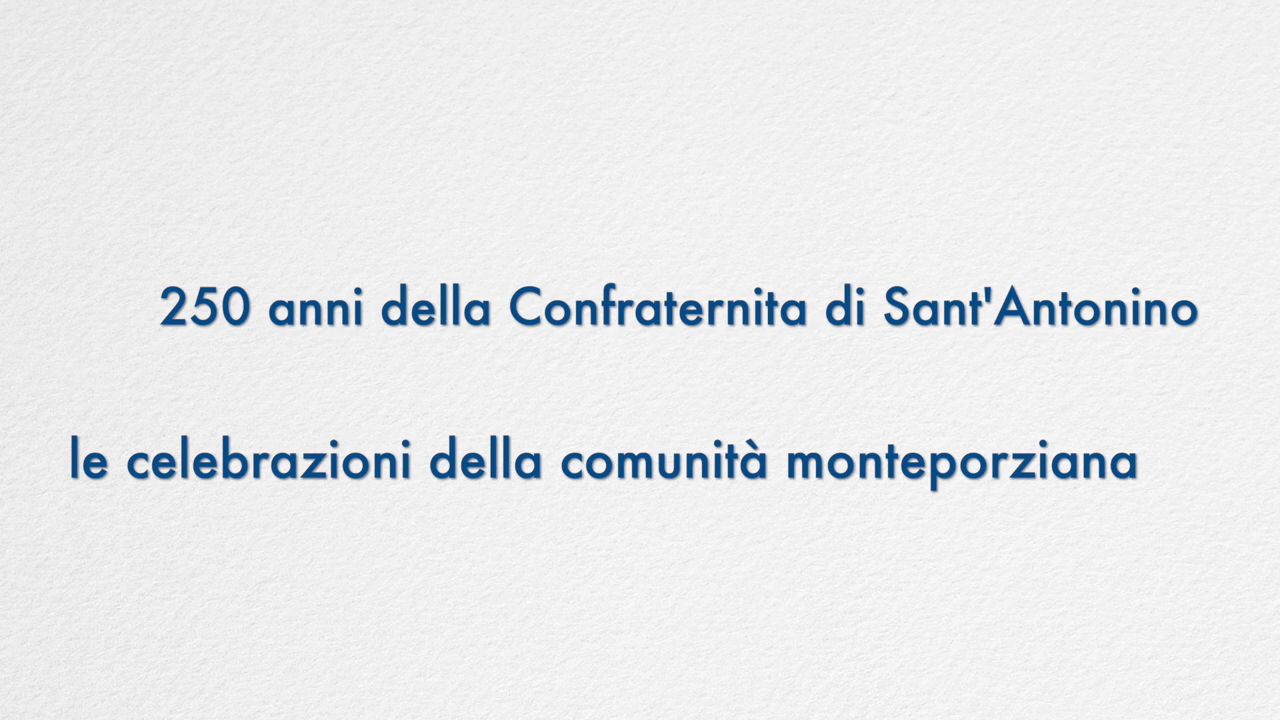 250 anni della Confraternita di Sant'Antonino
le celebrazioni della comunità monteporziana